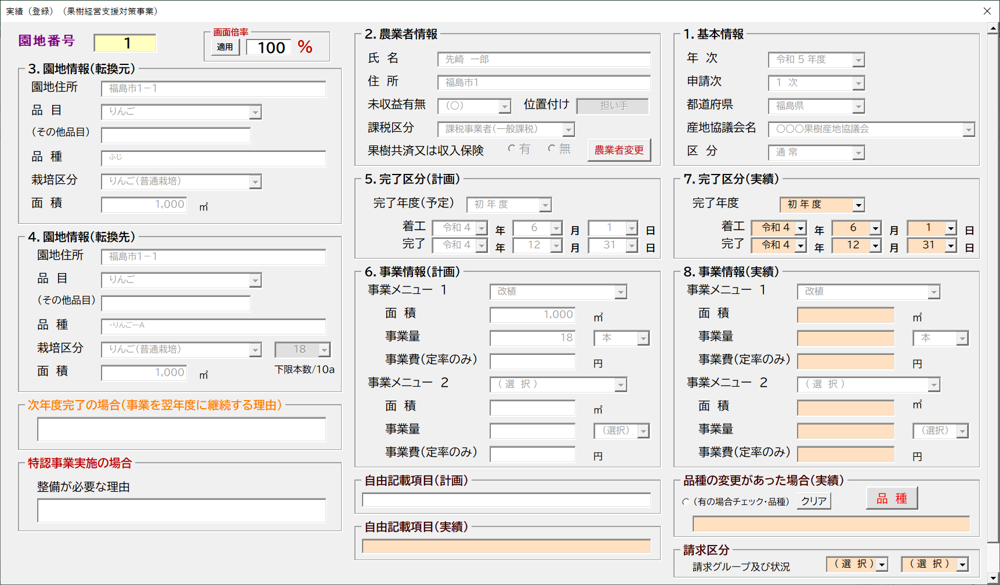 実績（登録）（果樹経営支援対策事業）
園地番号 1
画面倍率
適用 100 %
3．園地情報（転換元）
園地住所 福島市1－1
品 目 りんご
（その他品目）
品 種 ふじ
栽培区分 りんご（普通栽培）
面 積 1,000 ㎡
4．園地情報（転換先）
園地住所 福島市1－1
品 目 りんご
（その他品目）
品 種 ・りんご―A
栽培区分 りんご（普通栽培） 18
面 積 1,000 ㎡ 下限本数/10a
次年度完了の場合（事業を翌年度に継続する理由）
特認事業実施の場合
整備が必要な理由
2．農業者情報
氏 名 先崎 一郎
住 所 福島市1
未収益有無 （○） 位置付け 担い手
課税区分 課税事業者（一般課税）
果樹共済又は収入保険 有 無 農業者変更
5．完了区分（計画）
完了年度（予定） 初 年 度
着工 令和 4 年 6 月 1 日
完了 令和 4 年 12 月 31 日
6．事業情報（計画）
事業メニュー 1 改植
面 積 1,000 ㎡
事業量 18 本
事業費（定率のみ） 円
事業メニュー 2 （ 選 択 ）
面 積 ㎡
事業量 （選択）
事業費（定率のみ） 円
自由記載項目（計画）
自由記載項目（実績）
1．基本情報
年 次 令和 5 年度
申請次 1 次
都道府県 福島県
産地協議会名 ○○○果樹産地協議会
区 分 通 常
7．完了区分（実績）
完了年度 初 年 度
着工 令和 4 年 6 月 1 日
完了 令和 4 年 12 月 31 日
8．事業情報（実績）
事業メニュー 1 改植
面 積 ㎡
事業量 本
事業費（定率のみ） 円
事業メニュー 2 （ 選 択 ）
面 積 ㎡
事業量 （選択）
事業費（定率のみ） 円
品種の変更があった場合（実績）
（有の場合チェック・品種） クリア 品 種
請求区分
請求グループ及び状況 （ 選 択 ） （ 選 択 ）